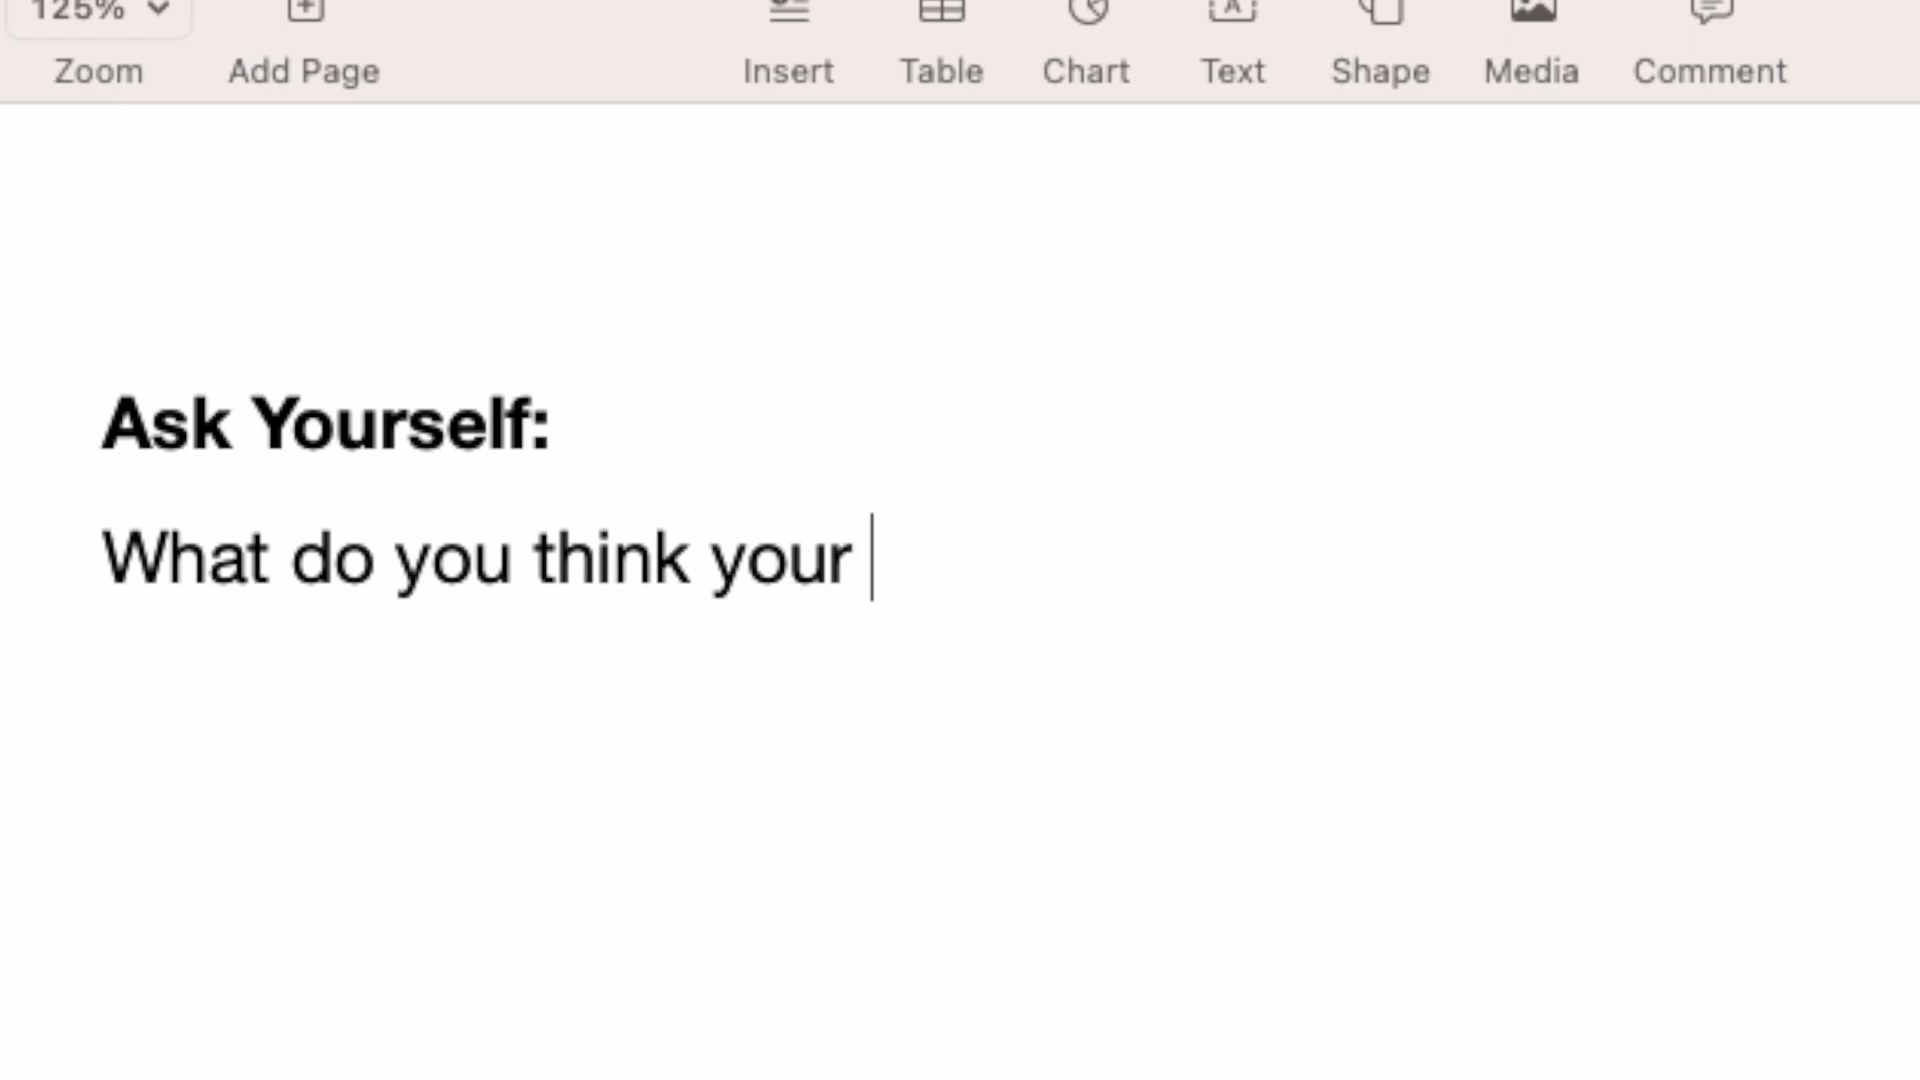 125%
Zoom Add Page Insert Table Chart Text Shape Media Comment
Ask Yourself:
What do you think your